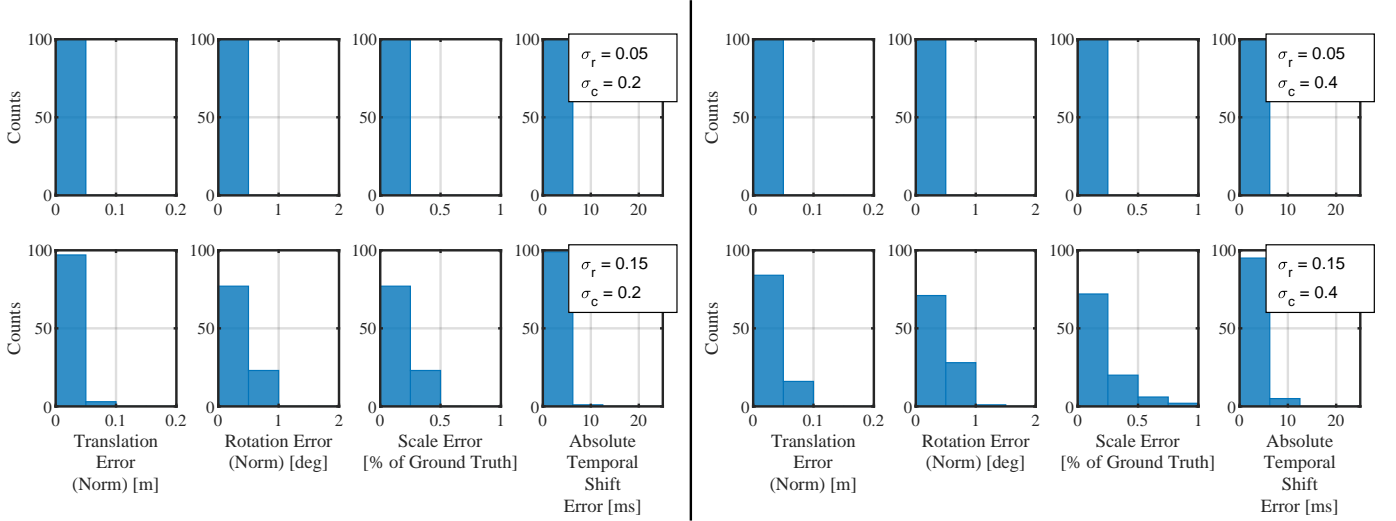 100
50
0
Counts
0 0.1 0.2
100
50
0
0 1 2
100
50
0
0 0.5 1
100
50
0
0 10 20
σr = 0.05
σc = 0.2
100
50
0
Counts
0 0.1 0.2
100
50
0
0 1 2
100
50
0
0 0.5 1
100
50
0
0 10 20
σr = 0.05
σc = 0.4
100
50
0
Counts
0 0.1 0.2
Translation
Error
(Norm) [m]
100
50
0
0 1 2
Rotation Error
(Norm) [deg]
100
50
0
0 0.5 1
Scale Error
[% of Ground Truth]
100
50
0
0 10 20
σr = 0.15
σc = 0.2
Absolute
Temporal
Shift
Error [ms]
100
50
0
Counts
0 0.1 0.2
Translation
Error
(Norm) [m]
100
50
0
0 1 2
Rotation Error
(Norm) [deg]
100
50
0
0 0.5 1
Scale Error
[% of Ground Truth]
100
50
0
0 10 20
σr = 0.15
σc = 0.4
Absolute
Temporal
Shift
Error [ms]